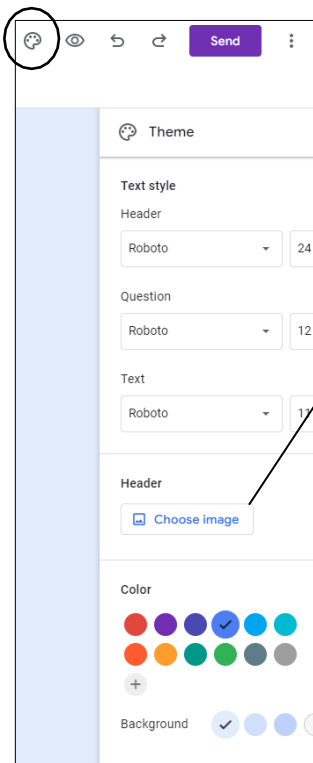 Send
Theme
Text style
Header
Roboto 24
Question
Roboto 12
Text
Roboto 11
Header
Choose image
Color
Background